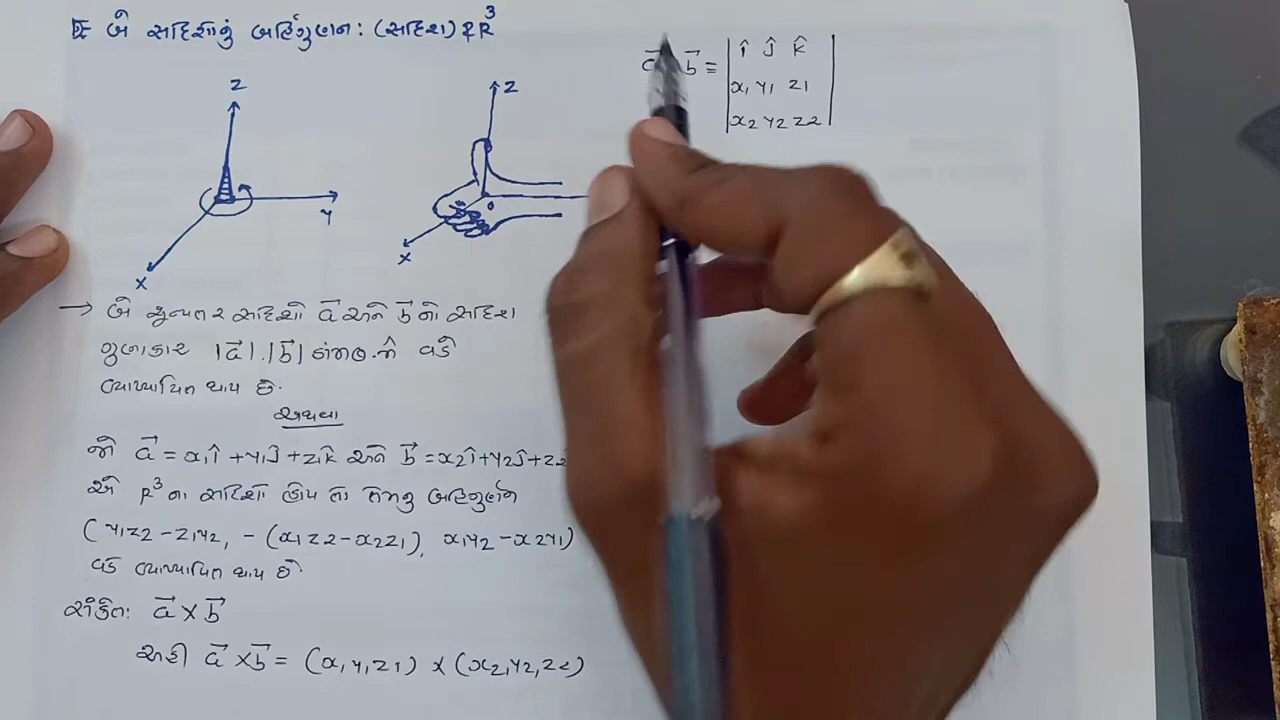 બે સદિશોનું બહિર્ગુણન : (સદિશ) R³
Z
Y
X
Z
O
X
b⃗ = | î ĵ k̂ |
| x₁ y₁ z₁ |
| x₂ y₂ z₂ |
→ બે શૂન્યેતર સદિશો a⃗ અને b⃗ નો સદિશ
ગુણાકાર |a⃗|.|b⃗| વડે
વ્યાખ્યાયિત થાય છે.
અથવા
જો a⃗ = x₁î + y₁ĵ + z₁k̂ અને b⃗ = x₂î + y₂ĵ + z₂
એ R³ ના સદિશો હોય તો તેમનું બહિર્ગુણન
(y₁z₂ - z₁y₂, - (x₁z₂ - x₂z₁), x₁y₂ - x₂y₁)
વડે વ્યાખ્યાયિત થાય છે.
સંકેત: a⃗ × b⃗
અહી a⃗ × b⃗ = (x₁, y₁, z₁) × (x₂, y₂, z₂)